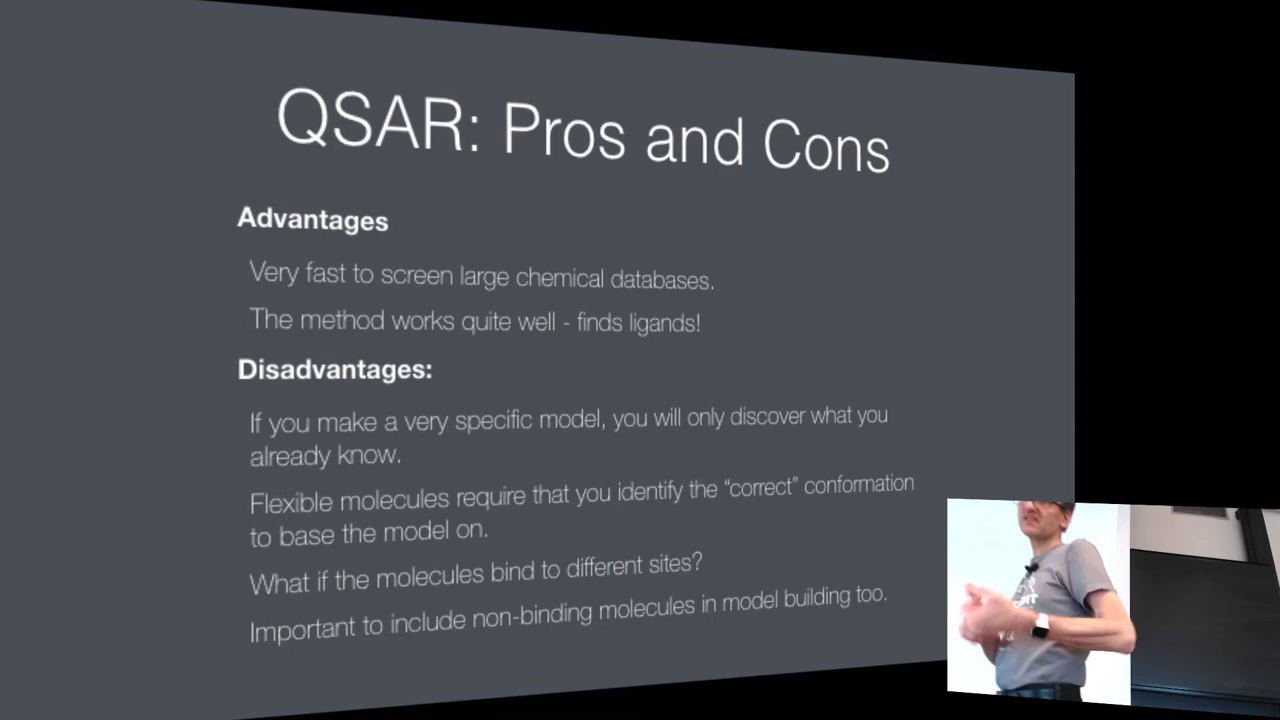 QSAR: Pros and Cons
Advantages
Very fast to screen large chemical databases.
The method works quite well - finds ligands!
Disadvantages:
If you make a very specific model, you will only discover what you
already know.
Flexible molecules require that you identify the “correct” conformation
to base the model on.
What if the molecules bind to different sites?
Important to include non-binding molecules in model building too.